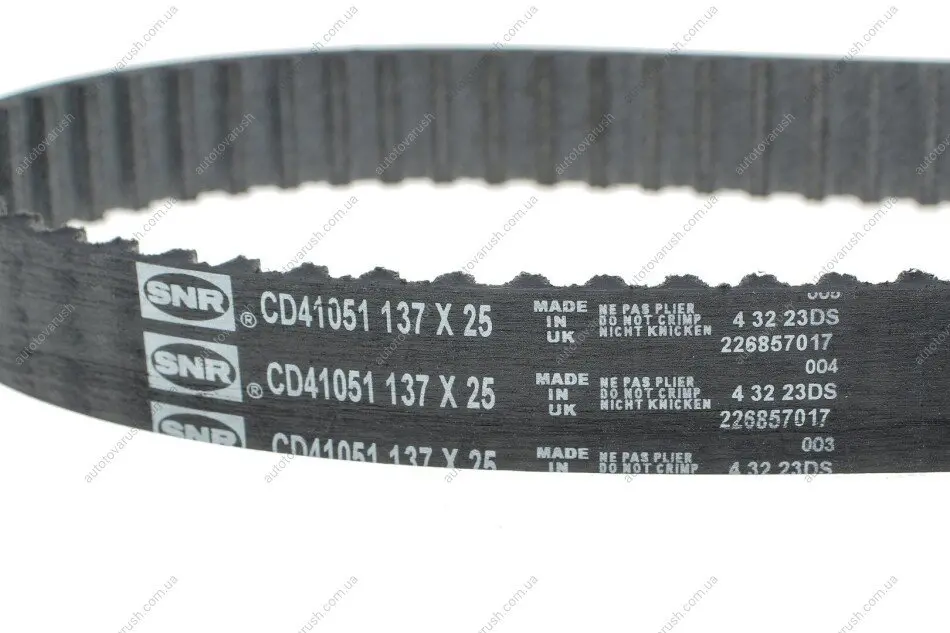 SNR ® CD41051 137 X 25 MADE IN UK NE PAS PLIER DO NOT CRIMP NICHT KNICKEN 4 32 23DS 226857017
004
SNR ® CD41051 137 X 25 MADE IN UK NE PAS PLIER DO NOT CRIMP NICHT KNICKEN 4 32 23DS 226857017
003
SNR CD41051 137 X 25 MADE IN NE PAS PLIER DO NOT CRIMP 4 32 23DS
autotovarush.com.ua